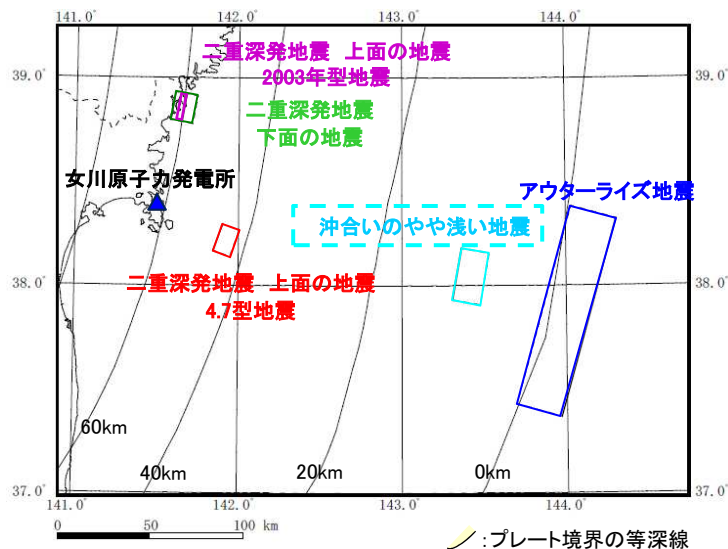 141.0°
142.0°
143.0°
144.0°
二重深発地震 上面の地震
2003年型地震
39.0°
39.0°
二重深発地震
下面の地震
女川原子力発電所
アウターライズ地震
沖合いのやや浅い地震
38.0°
38.0°
二重深発地震 上面の地震
4.7型地震
60km
40km
20km
0km
37.0°
37.0°
141.0°
142.0°
143.0°
144.0°
0
50
100 km
:プレート境界の等深線